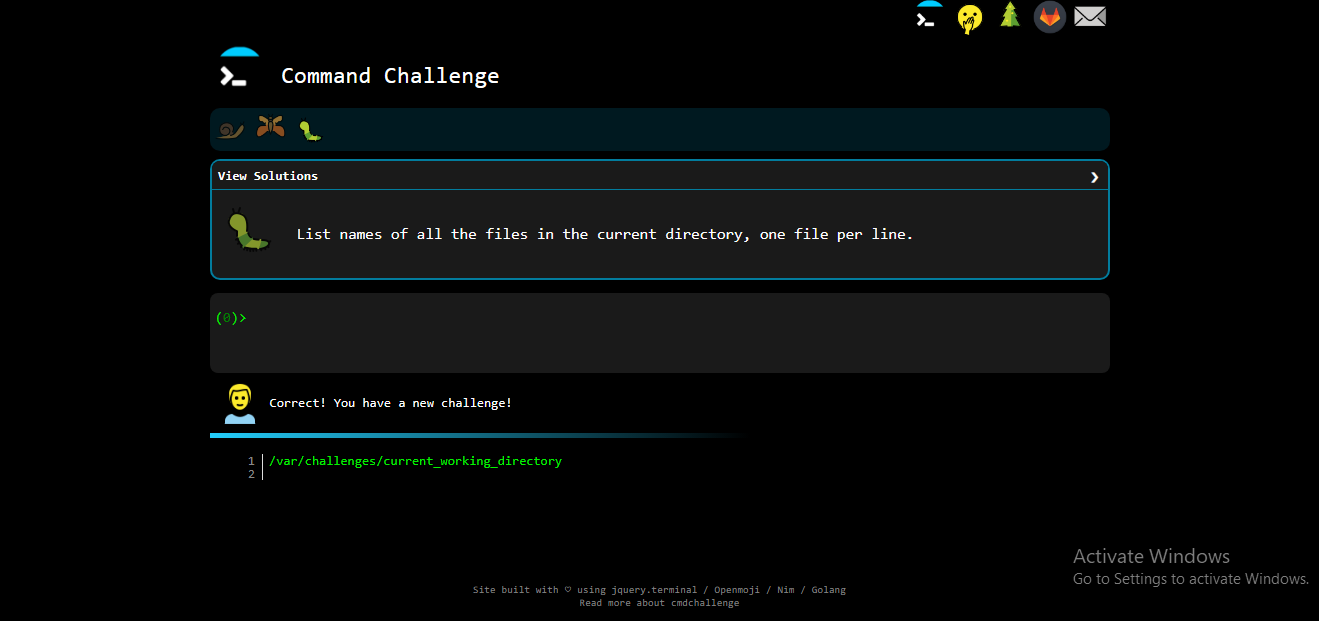 Command Challenge
View Solutions
List names of all the files in the current directory, one file per line.
(0)>
Correct! You have a new challenge!
1 /var/challenges/current_working_directory
2
Activate Windows
Go to Settings to activate Windows.
Site built with ♡ using jquery.terminal / Openmoji / Nim / Golang
Read more about cmdchallenge